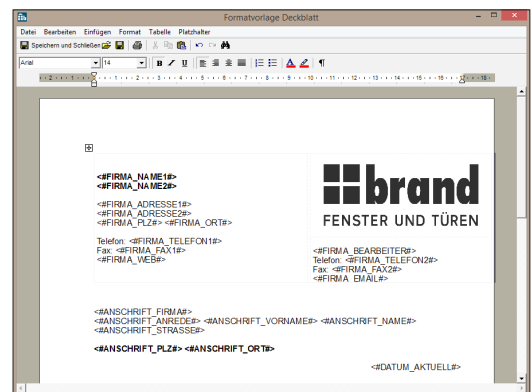 Formatvorlage Deckblatt
Datei Bearbeiten Einfügen Format Tabelle Platzhalter
Speichern und Schließen
Arial 14 B I U
<#FIRMA_NAME1#>
<#FIRMA_NAME2#>
<#FIRMA_ADRESSE1#>
<#FIRMA_ADRESSE2#>
<#FIRMA_PLZ#> <#FIRMA_ORT#>
Telefon: <#FIRMA_TELEFON1#>
Fax: <#FIRMA_FAX1#>
<#FIRMA_WEB#>
brand
FENSTER UND TÜREN
<#FIRMA_BEARBEITER#>
Telefon: <#FIRMA_TELEFON2#>
Fax: <#FIRMA_FAX2#>
<#FIRMA_EMAIL#>
<#ANSCHRIFT_FIRMA#>
<#ANSCHRIFT_ANREDE#> <#ANSCHRIFT_VORNAME#> <#ANSCHRIFT_NAME#>
<#ANSCHRIFT_STRASSE#>
<#ANSCHRIFT_PLZ#> <#ANSCHRIFT_ORT#>
<#DATUM_AKTUELL#>